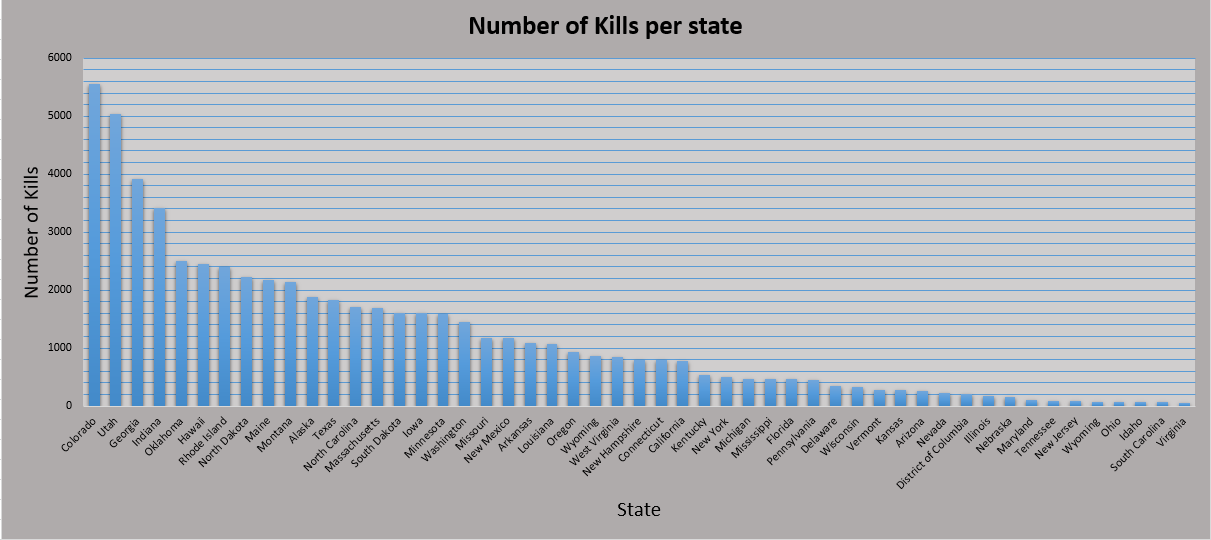 Number of Kills per state
6000
5000
4000
3000
2000
1000
0
Number of Kills
Colorado
Utah
Georgia
Indiana
Oklahoma
Hawaii
Rhode Island
North Dakota
Maine
Montana
Alaska
Texas
North Carolina
Massachusetts
South Dakota
Iowa
Minnesota
Washington
Missouri
New Mexico
Arkansas
Louisiana
Oregon
Wyoming
West Virginia
New Hampshire
Connecticut
California
Kentucky
New York
Michigan
Mississippi
Florida
Pennsylvania
Delaware
Wisconsin
Vermont
Kansas
Arizona
Nevada
District of Columbia
Illinois
Nebraska
Maryland
Tennessee
New Jersey
Wyoming
Ohio
Idaho
South Carolina
Virginia
State